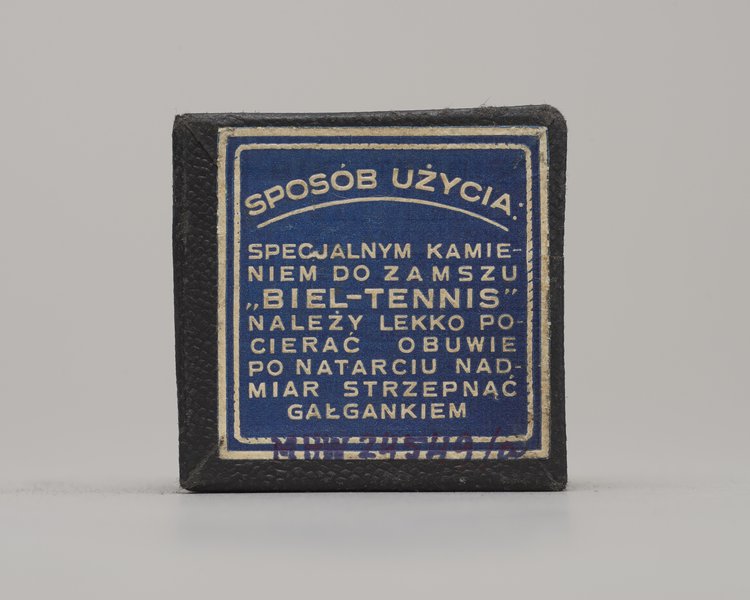 SPOSÓB UŻYCIA:
SPECJALNYM KAMIE-
NIEM DO ZAMSZU
„BIEL-TENNIS”
NALEŻY LEKKO PO-
CIERAĆ OBUWIE
PO NATARCIU NAD-
MIAR STRZEPNĄĆ
GAŁGANKIEM